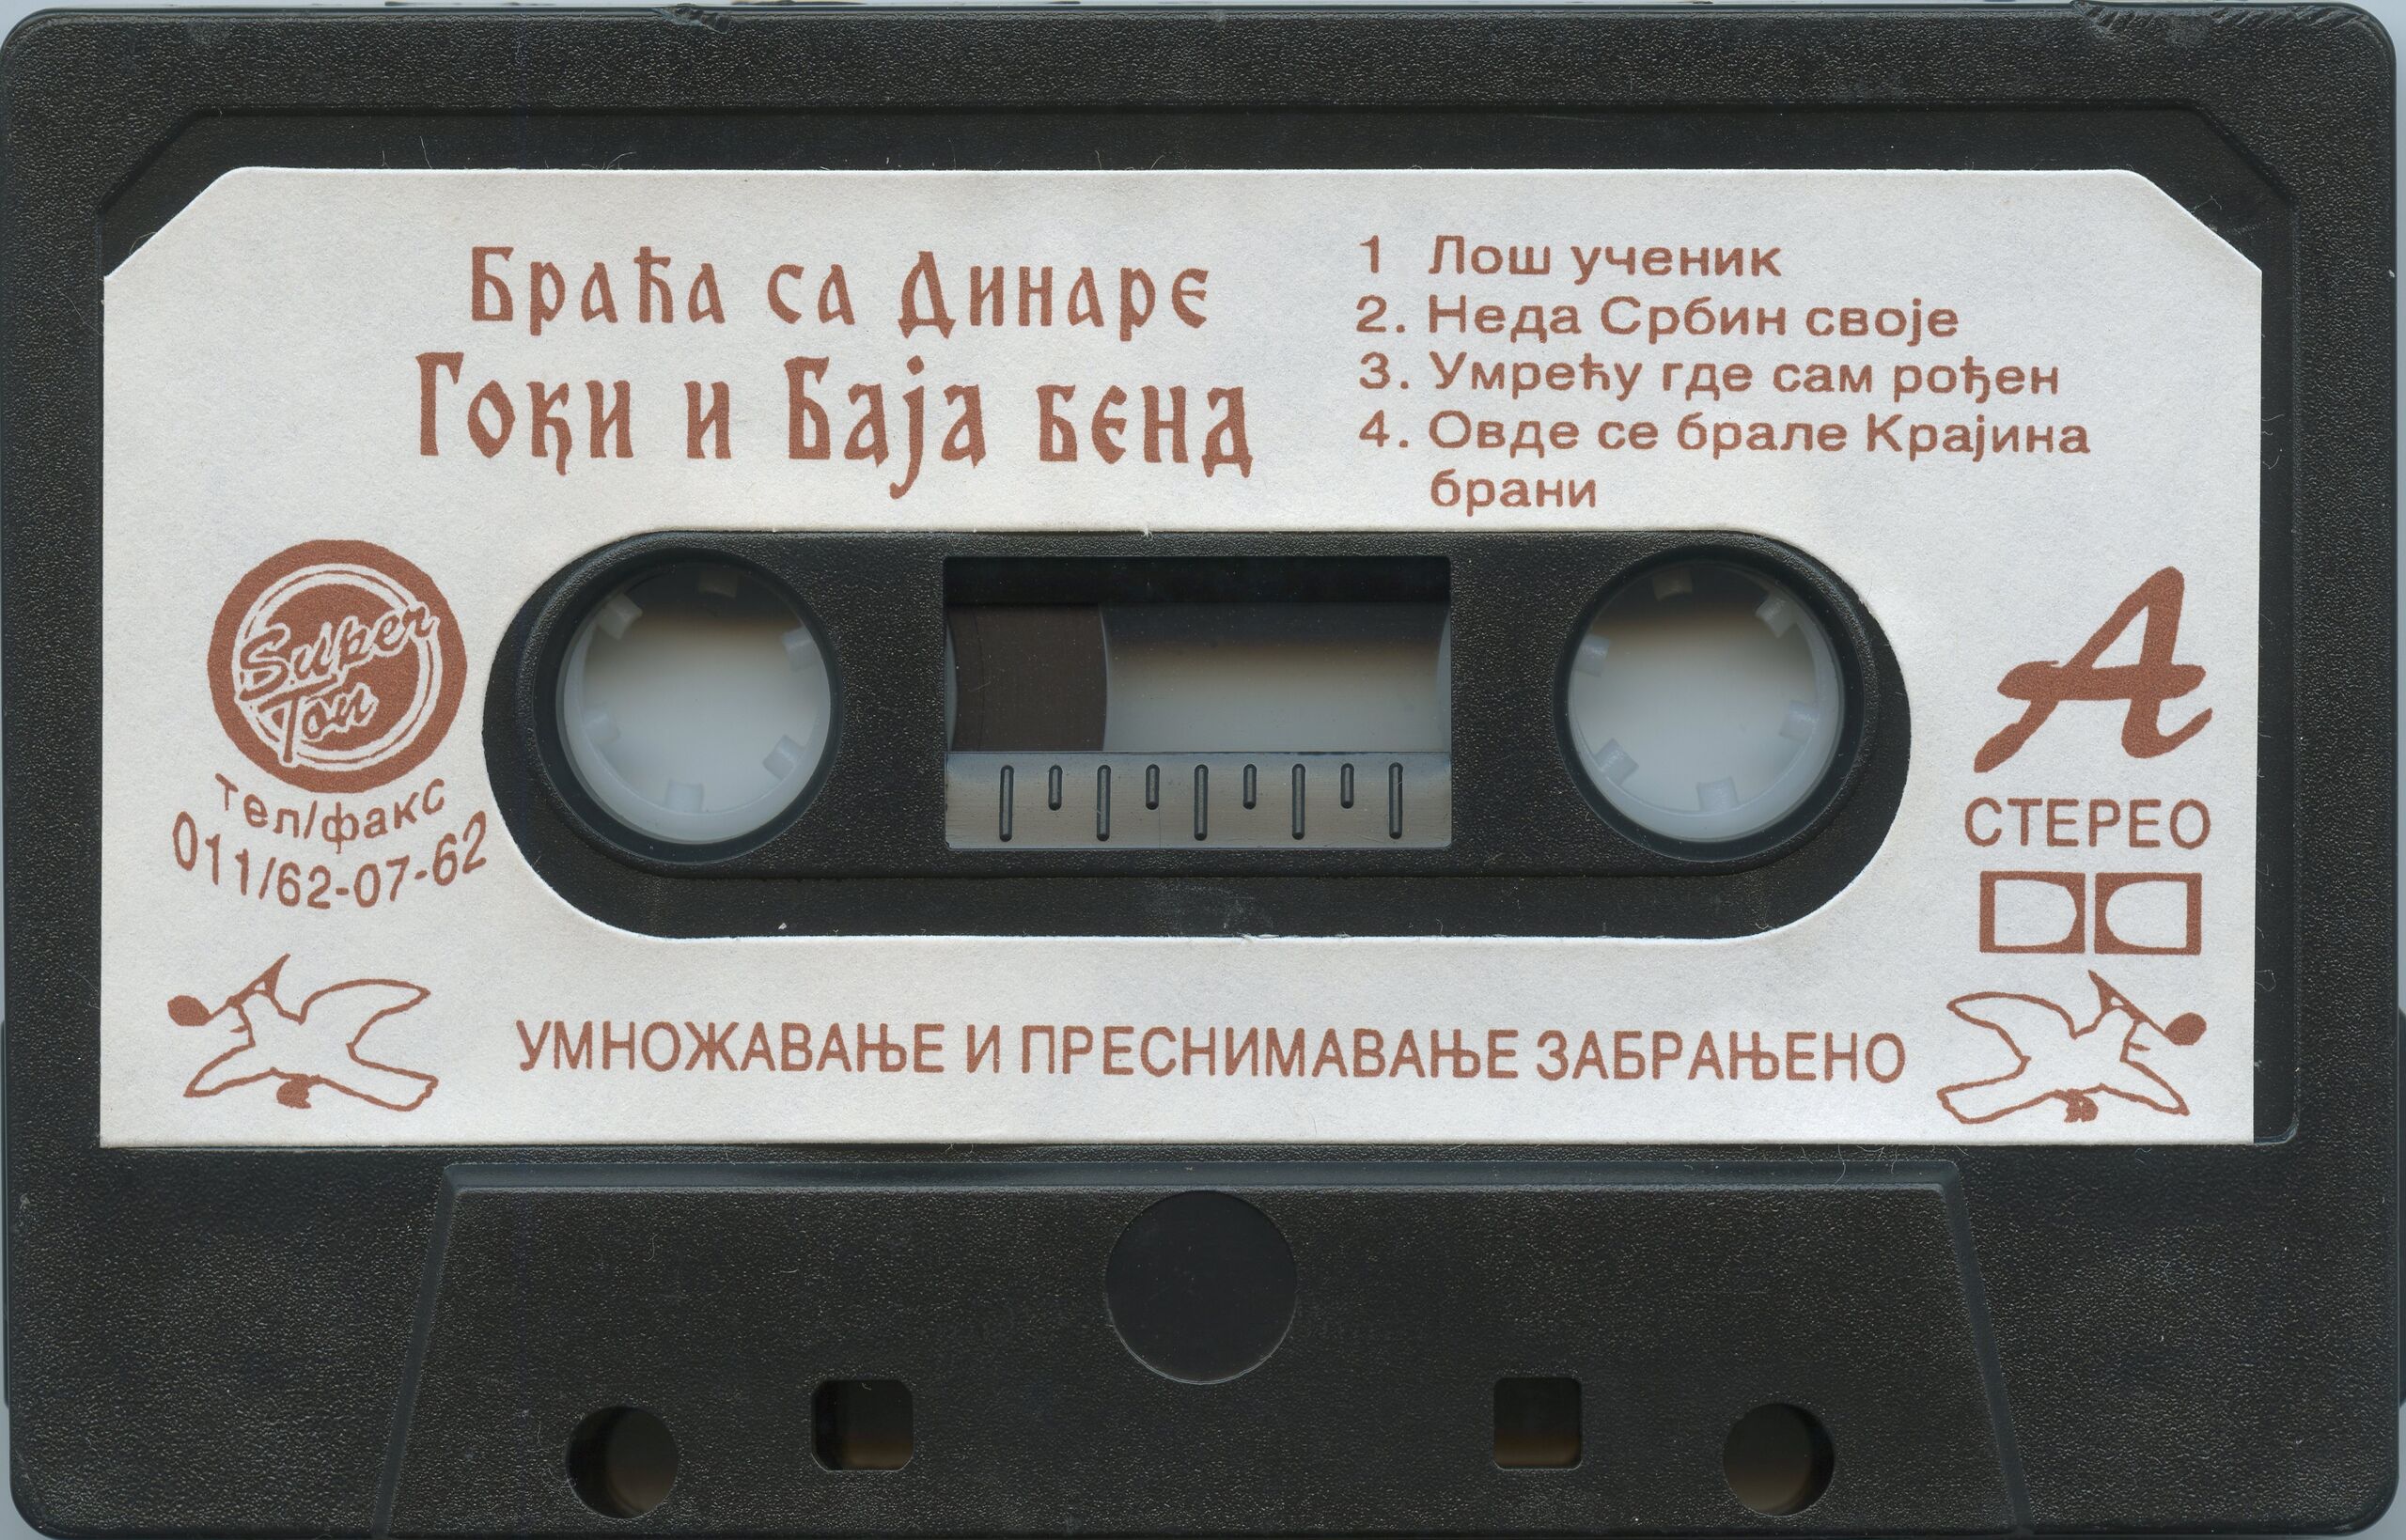 Браћа са Динаре
Гоки и Баја бенд
1 Лош ученик
2. Неда Србин своје
3. Умрећу где сам рођен
4. Овде се брале Крајина
брани
Super
Ton
тел/факс
011/62-07-62
А
СТЕРЕО
УМНОЖАВАЊЕ И ПРЕСНИМАВАЊЕ ЗАБРАЊЕНО